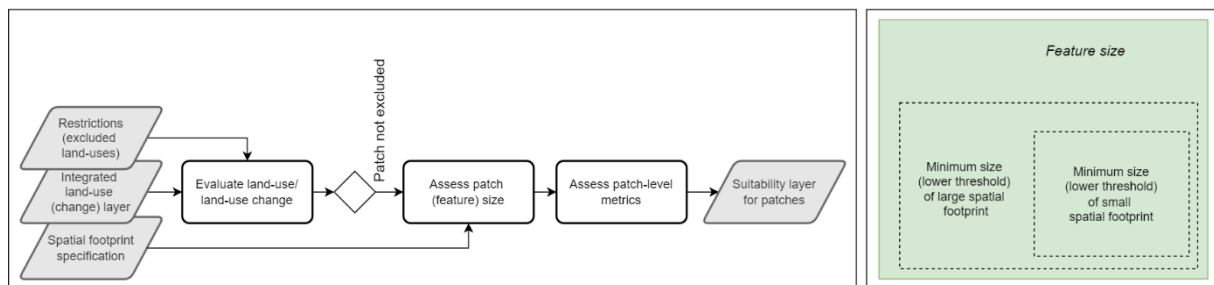 Restrictions
(excluded
land-uses)
Integrated
land-use
(change) layer
Spatial footprint
specification
Evaluate land-use/
land-use change
Patch not excluded
Assess patch
(feature) size
Assess patch-level
metrics
Suitability layer
for patches
Feature size
Minimum size
(lower threshold)
of large spatial
footprint
Minimum size
(lower threshold)
of small
spatial footprint